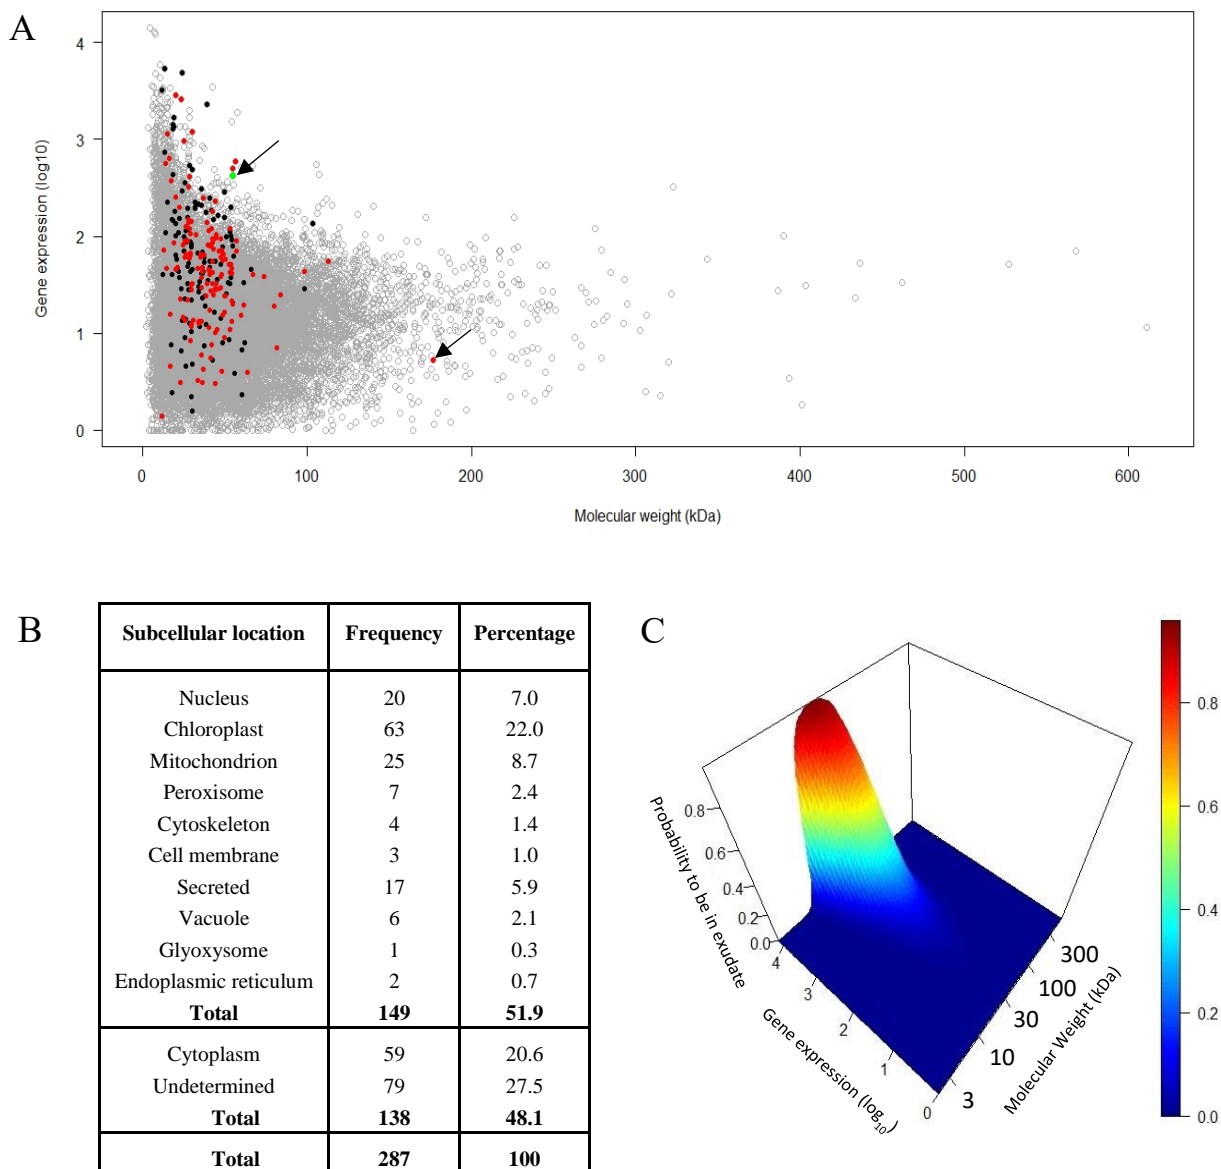 A
4
3
2
1
0
Gene expression (log10)
0 100 200 300 400 500 600
Molecular weight (kDa)
B
Subcellular location Frequency Percentage
Nucleus 20 7.0
Chloroplast 63 22.0
Mitochondrion 25 8.7
Peroxisome 7 2.4
Cytoskeleton 4 1.4
Cell membrane 3 1.0
Secreted 17 5.9
Vacuole 6 2.1
Glyoxysome 1 0.3
Endoplasmic reticulum 2 0.7
Total 149 51.9
Cytoplasm 59 20.6
Undetermined 79 27.5
Total 138 48.1
Total 287 100
C
Probability to be in exudate
0.8
0.6
0.4
0.2
0.0
4
3
2
1
0
Gene expression (log10)
3
10
30
100
300
Molecular Weight (kDa)
0.8
0.6
0.4
0.2
0.0